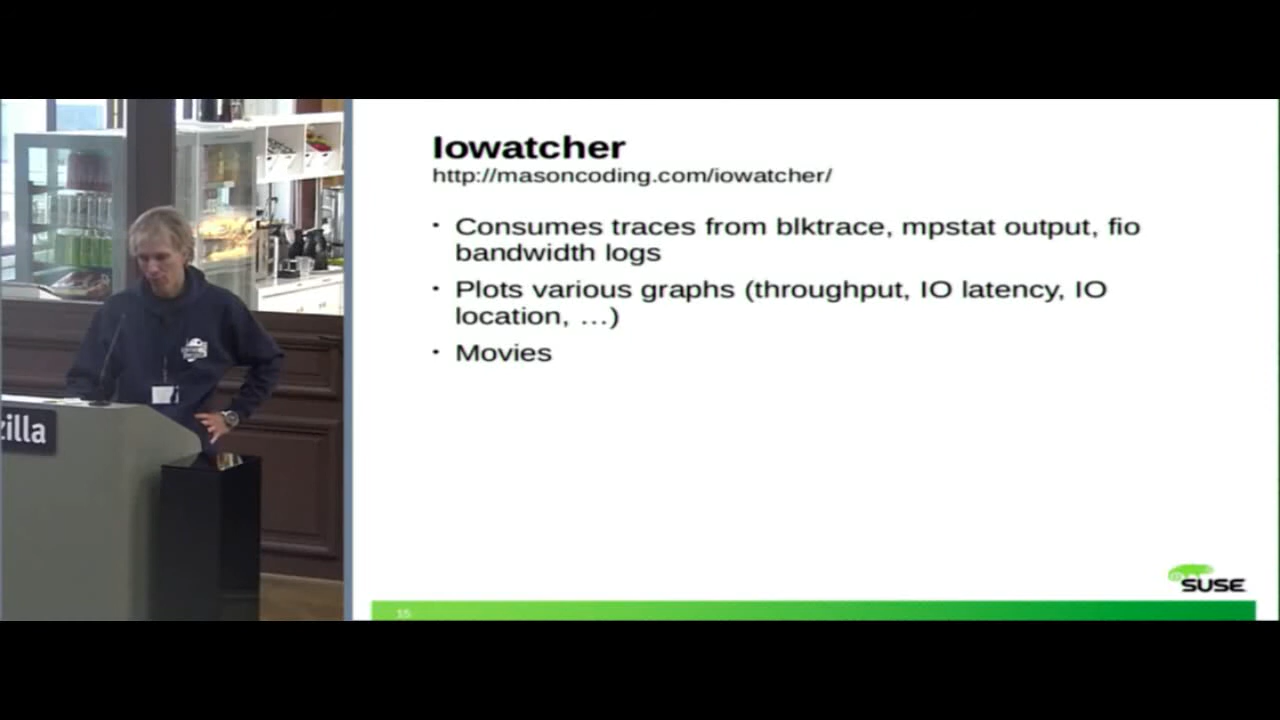 Iowatcher
http://masoncoding.com/iowatcher/
• Consumes traces from blktrace, mpstat output, fio
bandwidth logs
• Plots various graphs (throughput, IO latency, IO
location, …)
• Movies
zilla
SUSE
15